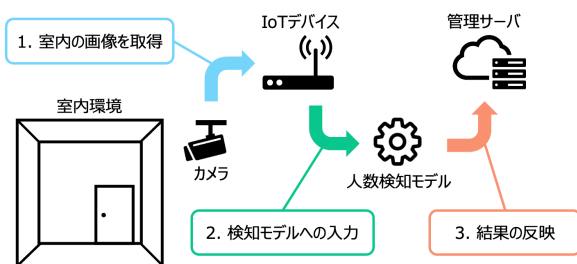 IoTデバイス
管理サーバ
1. 室内の画像を取得
室内環境
カメラ
人数検知モデル
2. 検知モデルへの入力
3. 結果の反映